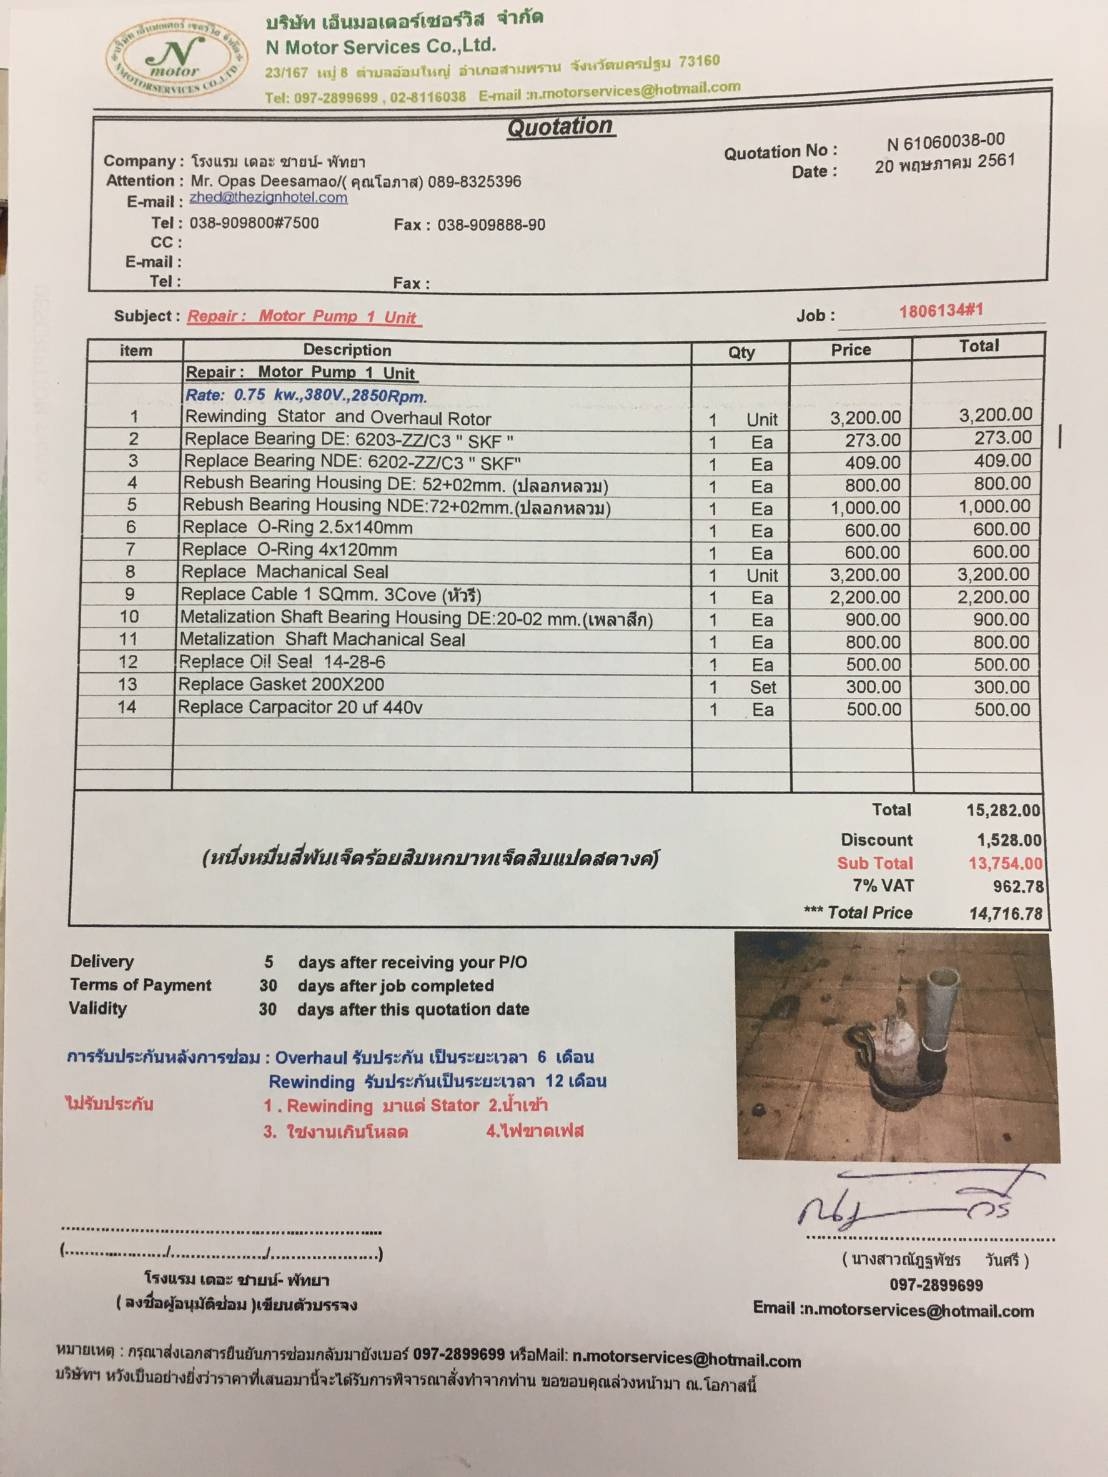 บริษัท เอ็นมอเตอร์เซอร์วิส จำกัด
N Motor Services Co.,Ltd.
23/167 หมู่ 8 ตำบลอ้อมใหญ่ อำเภอสามพราน จังหวัดนครปฐม 73160
Tel: 097-2899699 , 02-8116038 E-mail :n.motorservices@hotmail.com
N
motor
NMOTORSERVICES CO.,LTD
Quotation
Company : โรงแรม เดอะ ซายน์- พัทยา
Quotation No : N 61060038-00
Attention : Mr. Opas Deesamao/( คุณโอภาส) 089-8325396
Date : 20 พฤษภาคม 2561
E-mail : zhed@thezignhotel.com
Tel : 038-909800#7500 Fax : 038-909888-90
CC :
E-mail :
Tel : Fax :
Subject : Repair : Motor Pump 1 Unit Job : 1806134#1
item Description Qty Price Total
Repair : Motor Pump 1 Unit
Rate: 0.75 kw.,380V.,2850Rpm.
1 Rewinding Stator and Overhaul Rotor 1 Unit 3,200.00 3,200.00
2 Replace Bearing DE: 6203-ZZ/C3 " SKF " 1 Ea 273.00 273.00
3 Replace Bearing NDE: 6202-ZZ/C3 " SKF" 1 Ea 409.00 409.00
4 Rebush Bearing Housing DE: 52+02mm. (ปลอกหลวม) 1 Ea 800.00 800.00
5 Rebush Bearing Housing NDE:72+02mm.(ปลอกหลวม) 1 Ea 1,000.00 1,000.00
6 Replace O-Ring 2.5x140mm 1 Ea 600.00 600.00
7 Replace O-Ring 4x120mm 1 Ea 600.00 600.00
8 Replace Machanical Seal 1 Unit 3,200.00 3,200.00
9 Replace Cable 1 SQmm. 3Cove (หัวรี) 1 Ea 2,200.00 2,200.00
10 Metalization Shaft Bearing Housing DE:20-02 mm.(เพลาสึก) 1 Ea 900.00 900.00
11 Metalization Shaft Machanical Seal 1 Ea 800.00 800.00
12 Replace Oil Seal 14-28-6 1 Ea 500.00 500.00
13 Replace Gasket 200X200 1 Set 300.00 300.00
14 Replace Carpacitor 20 uf 440v 1 Ea 500.00 500.00
Total 15,282.00
Discount 1,528.00
(หนึ่งหมื่นสี่พันเจ็ดร้อยสิบหกบาทเจ็ดสิบแปดสตางค์)
Sub Total 13,754.00
7% VAT 962.78
*** Total Price 14,716.78
Delivery 5 days after receiving your P/O
Terms of Payment 30 days after job completed
Validity 30 days after this quotation date
การรับประกันหลังการซ่อม : Overhaul รับประกัน เป็นระยะเวลา 6 เดือน
Rewinding รับประกันเป็นระยะเวลา 12 เดือน
ไม่รับประกัน 1 . Rewinding มาแต่ Stator 2.น้ำเข้า
3. ใช้งานเกินโหลด 4.ไฟขาดเฟส
(.................../.................../....................)
( นางสาวณัฏฐพัชร วันศรี )
โรงแรม เดอะ ซายน์- พัทยา
097-2899699
( ลงชื่อผู้อนุมัติซ่อม )เขียนตัวบรรจง
Email :n.motorservices@hotmail.com
หมายเหตุ : กรุณาส่งเอกสารยืนยันการซ่อมกลับมายังเบอร์ 097-2899699 หรือMail: n.motorservices@hotmail.com
บริษัทฯ หวังเป็นอย่างยิ่งว่าราคาที่เสนอมานี้จะได้รับการพิจารณาสั่งทำจากท่าน ขอขอบคุณล่วงหน้ามา ณ.โอกาสนี้